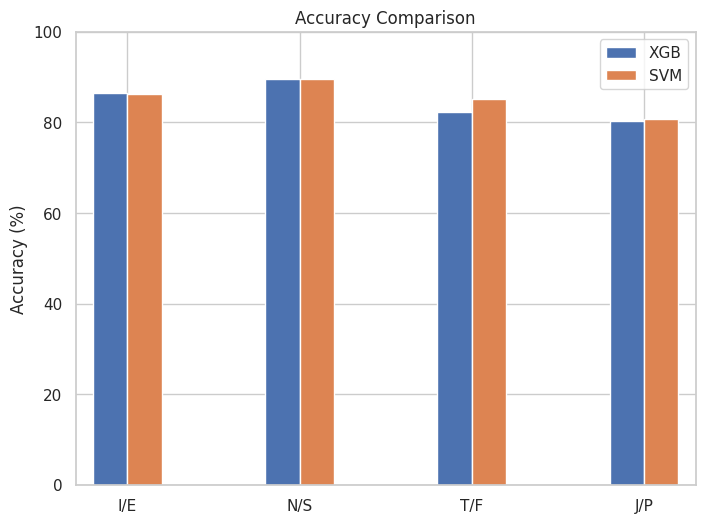 Accuracy Comparison
XGB
SVM
Accuracy (%)
100
80
60
40
20
0
I/E N/S T/F J/P